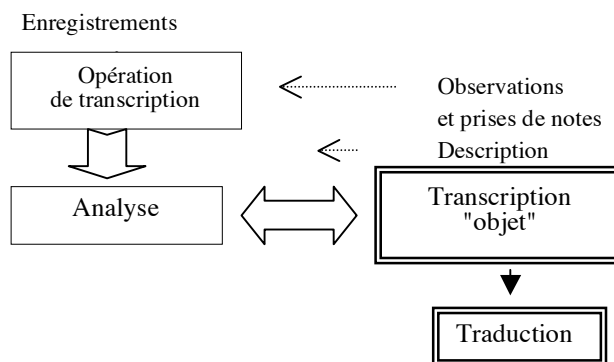 Enregistrements
Opération
de transcription
Observations
et prises de notes
Description
Analyse
Transcription
"objet"
Traduction